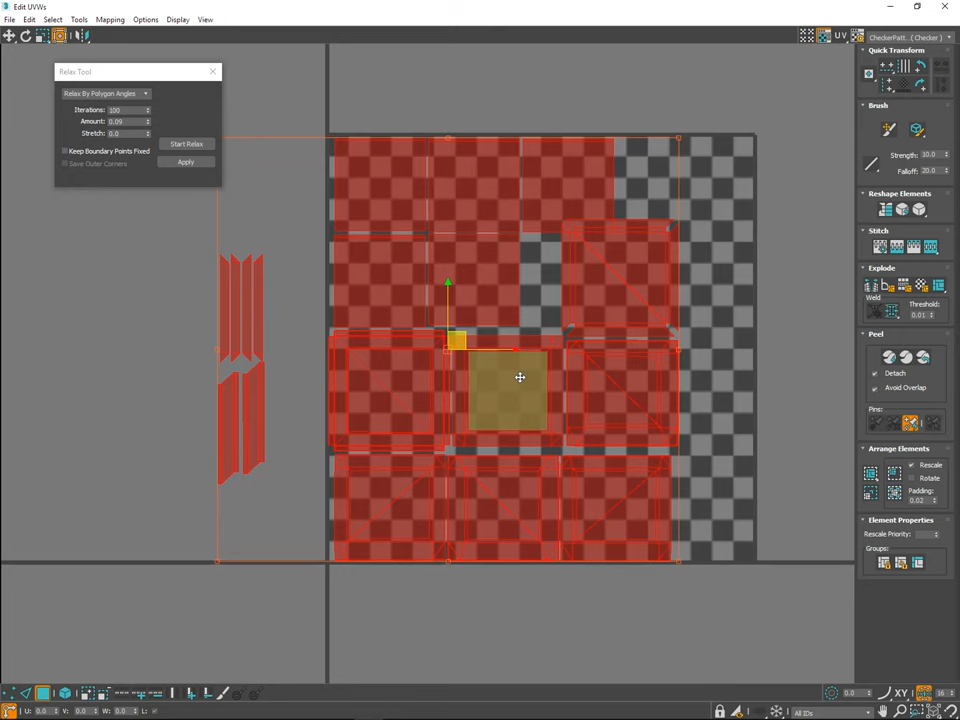 Edit UVWs
File Edit Select Tools Mapping Options Display View
UV CheckerPatt... ( Checker )
Relax Tool
Relax By Polygon Angles
Iterations: 100
Amount: 0.09
Stretch: 0.0
Start Relax
Keep Boundary Points Fixed
Save Outer Corners
Apply
Quick Transform
Brush
Strength: 10.0
Falloff: 20.0
Reshape Elements
Stitch
Explode
Weld
Threshold:
0.01
Peel
Detach
Avoid Overlap
Pins:
Arrange Elements
Rescale
Rotate
Padding:
0.02
Element Properties
Rescale Priority:
Groups:
0.0 XY 16
U: 0.0 V: 0.0 W: 0.0 L:
All IDs